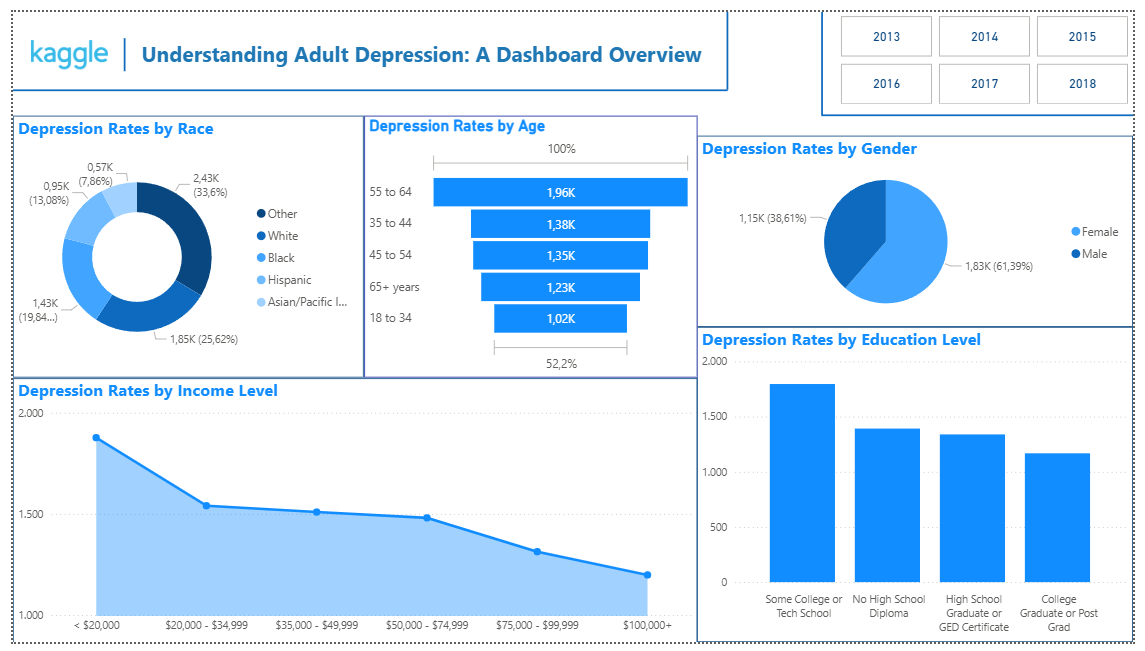 kaggle
Understanding Adult Depression: A Dashboard Overview
2013
2014
2015
2016
2017
2018
Depression Rates by Race
0,57K
(7,86%)
0,95K
(13,08%)
2,43K
(33,6%)
1,43K
(19,84...)
1,85K (25,62%)
Other
White
Black
Hispanic
Asian/Pacific I...
Depression Rates by Age
100%
55 to 64
1,96K
35 to 44
1,38K
45 to 54
1,35K
65+ years
1,23K
18 to 34
1,02K
52,2%
Depression Rates by Gender
1,15K (38,61%)
1,83K (61,39%)
Female
Male
Depression Rates by Income Level
2.000
1.500
1.000
< $20,000
$20,000 - $34,999
$35,000 - $49,999
$50,000 - $74,999
$75,000 - $99,999
$100,000+
Depression Rates by Education Level
2.000
1.500
1.000
500
0
Some College or
Tech School
No High School
Diploma
High School
Graduate or
GED Certificate
College
Graduate or Post
Grad